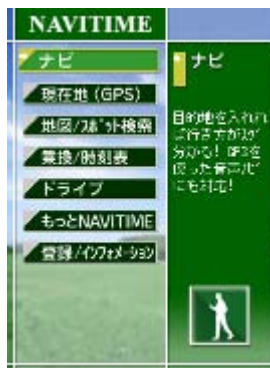 NAVITIME
ナビ
現在地 (GPS)
地図/ｽﾎﾟｯﾄ検索
乗換/時刻表
ドライブ
もっとNAVITIME
登録/ｲﾝﾌｫﾒｰｼｮﾝ
ナビ
目的地を入れれ
ば行き方がｽｸﾞ
分かる! GPSを
使った音声ﾅﾋﾞ
にも対応!